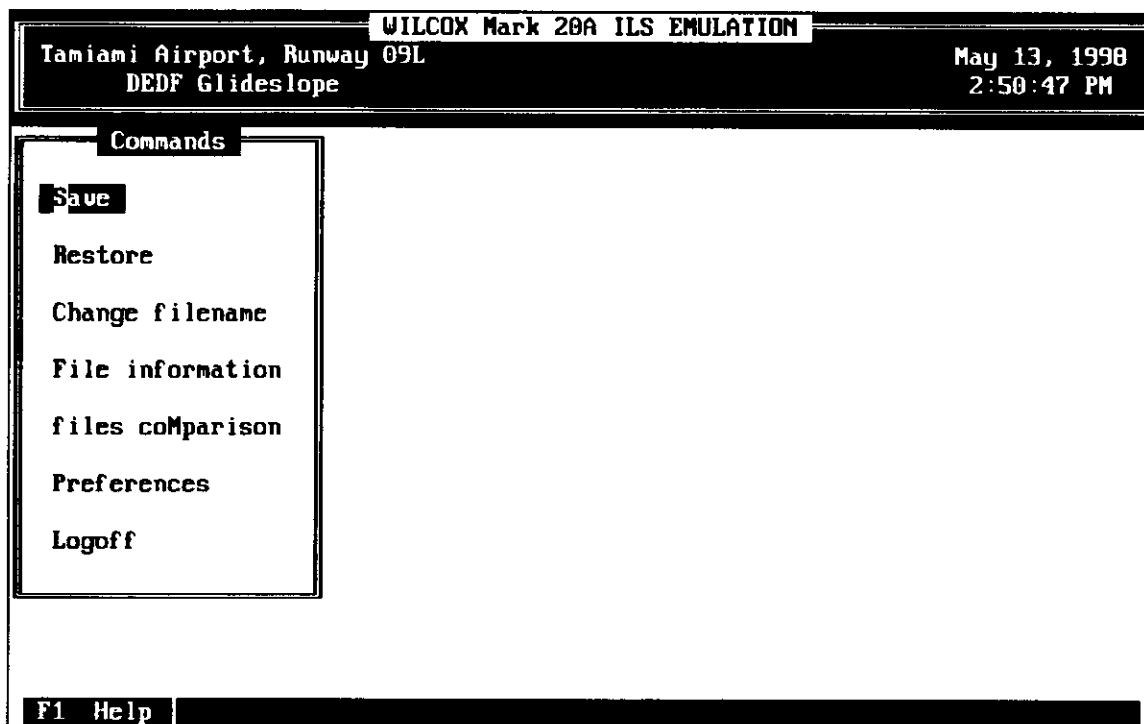 WILCOX Mark 20A ILS EMULATION
Tamiami Airport, Runway 09L
May 13, 1998
DEDF Glideslope
2:50:47 PM
Commands
Save
Restore
Change filename
File information
files coMparison
Preferences
Logoff
F1 Help